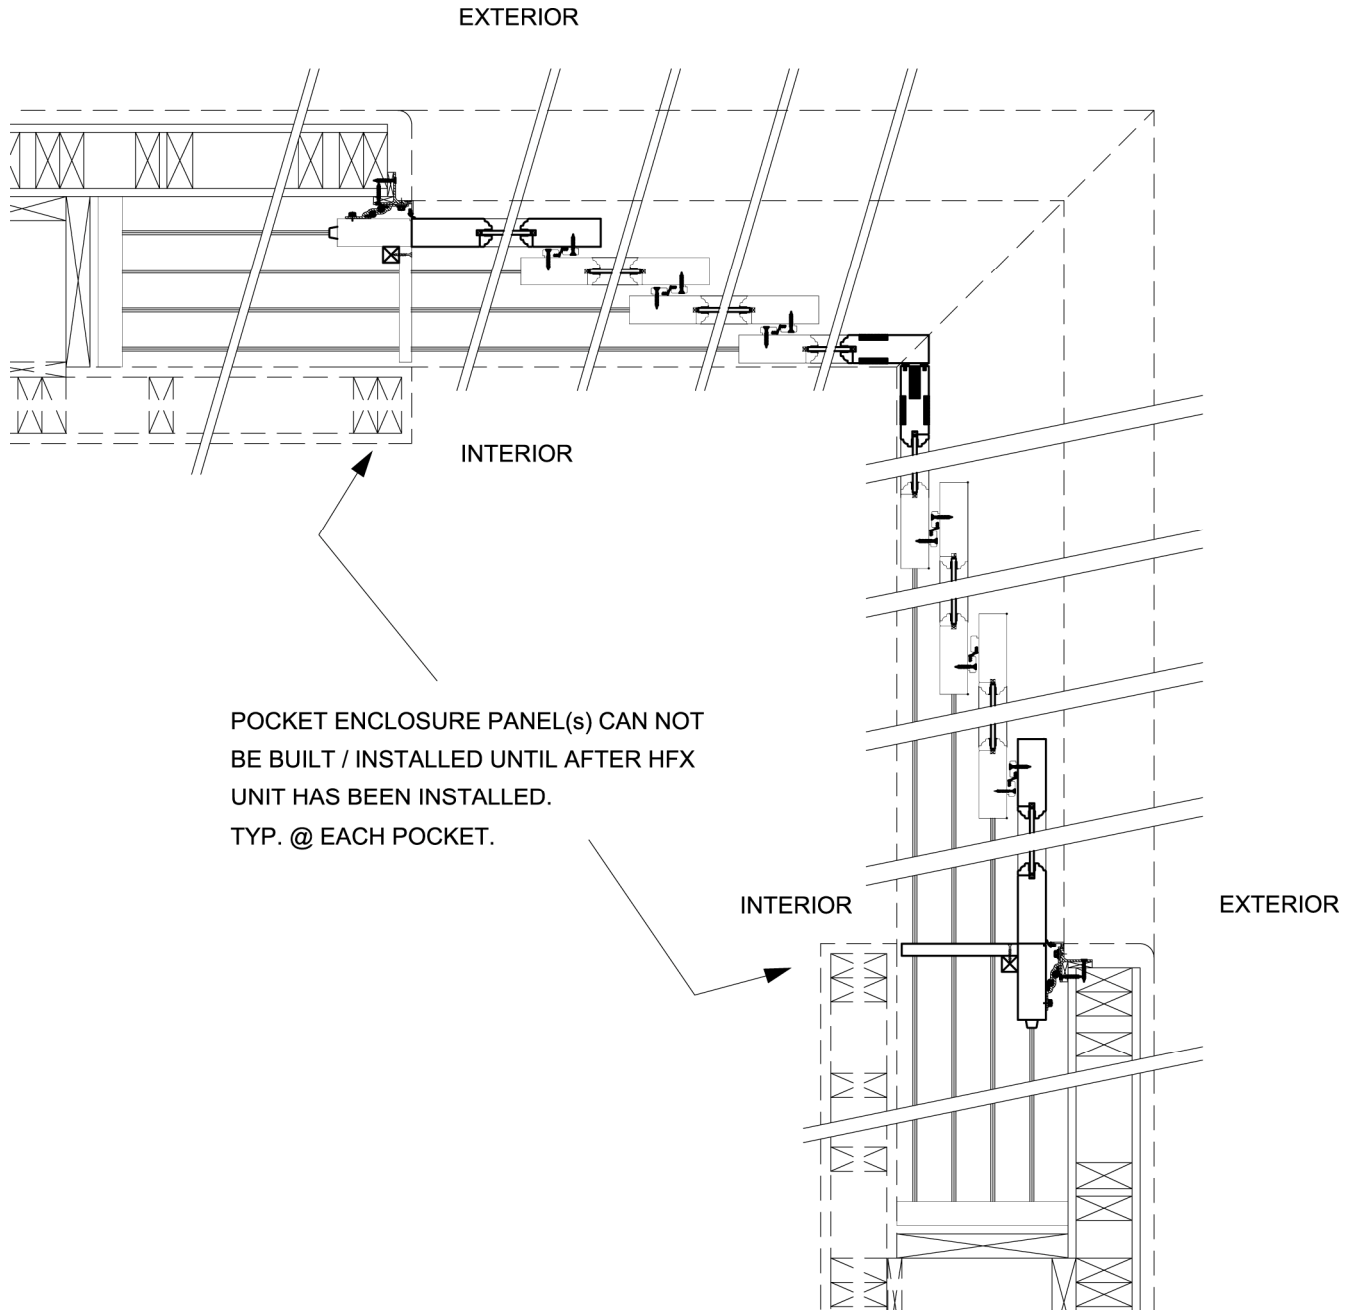 EXTERIOR
INTERIOR
POCKET ENCLOSURE PANEL(s) CAN NOT
BE BUILT / INSTALLED UNTIL AFTER HFX
UNIT HAS BEEN INSTALLED.
TYP. @ EACH POCKET.
INTERIOR
EXTERIOR